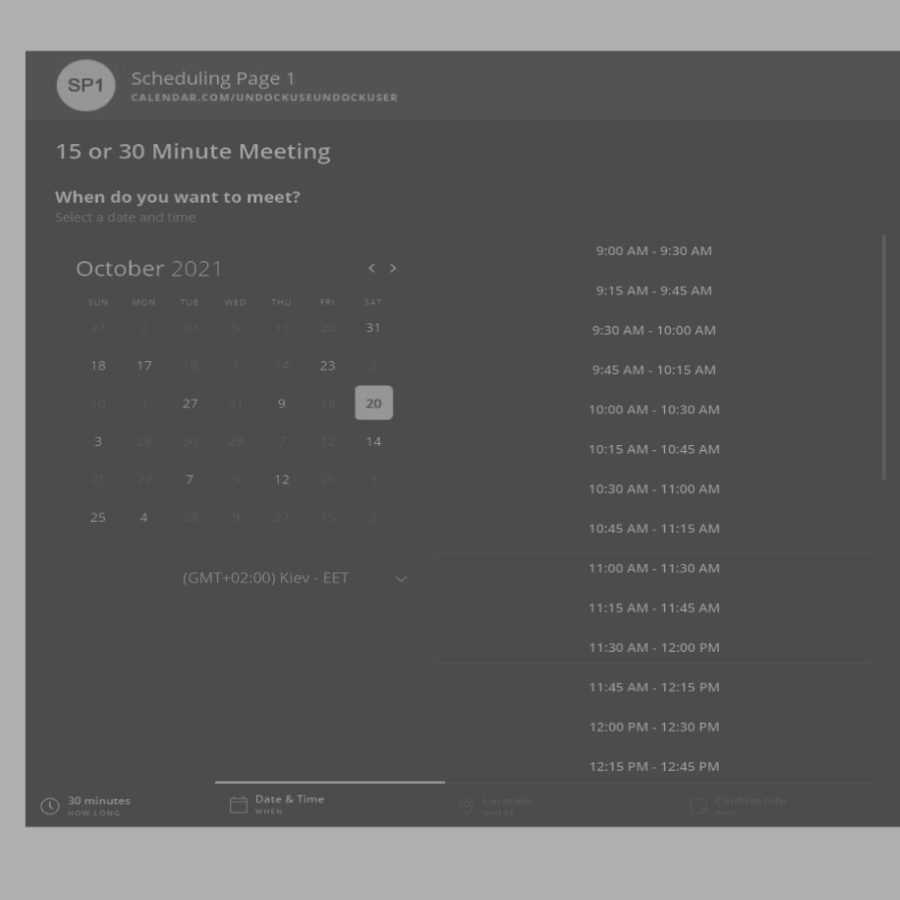 SP1
Scheduling Page 1
CALENDAR.COM/UNDOCKUSEUNDOCKUSER
15 or 30 Minute Meeting
When do you want to meet?
Select a date and time
October 2021
SUN MON TUE WED THU FRI SAT
27 2 20 5 11 20 31
18 17 18 1 14 23 2
10 1 27 31 9 18 20
3 28 30 28 7 12 14
21 22 7 9 12 25 3
25 4 28 9 27 16 2
(GMT+02:00) Kiev - EET
9:00 AM - 9:30 AM
9:15 AM - 9:45 AM
9:30 AM - 10:00 AM
9:45 AM - 10:15 AM
10:00 AM - 10:30 AM
10:15 AM - 10:45 AM
10:30 AM - 11:00 AM
10:45 AM - 11:15 AM
11:00 AM - 11:30 AM
11:15 AM - 11:45 AM
11:30 AM - 12:00 PM
11:45 AM - 12:15 PM
12:00 PM - 12:30 PM
12:15 PM - 12:45 PM
30 minutes
HOW LONG
Date & Time
WHEN
Location
WHERE
Confirm Info
WHO